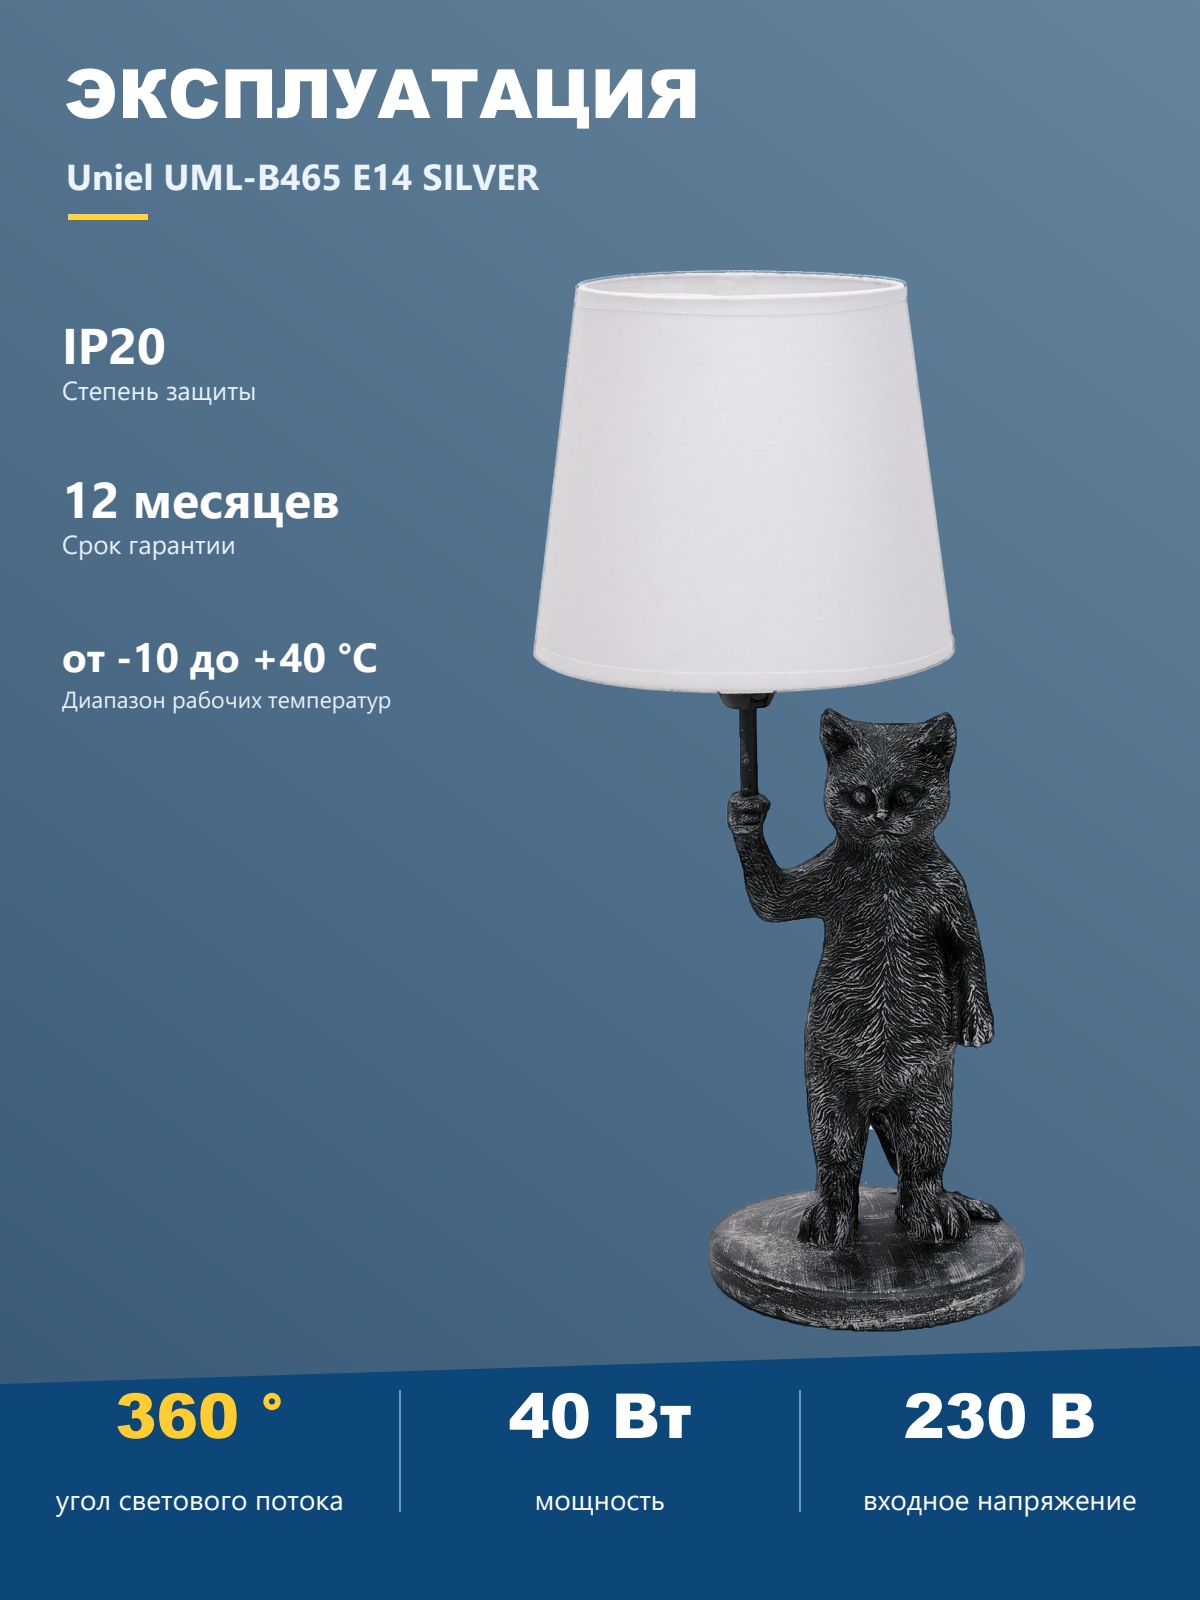 ЭКСПЛУАТАЦИЯ
Uniel UML-B465 E14 SILVER
IP20
Степень защиты
12 месяцев
Срок гарантии
от -10 до +40 °C
Диапазон рабочих температур
360 °
угол светового потока
40 Вт
мощность
230 В
входное напряжение